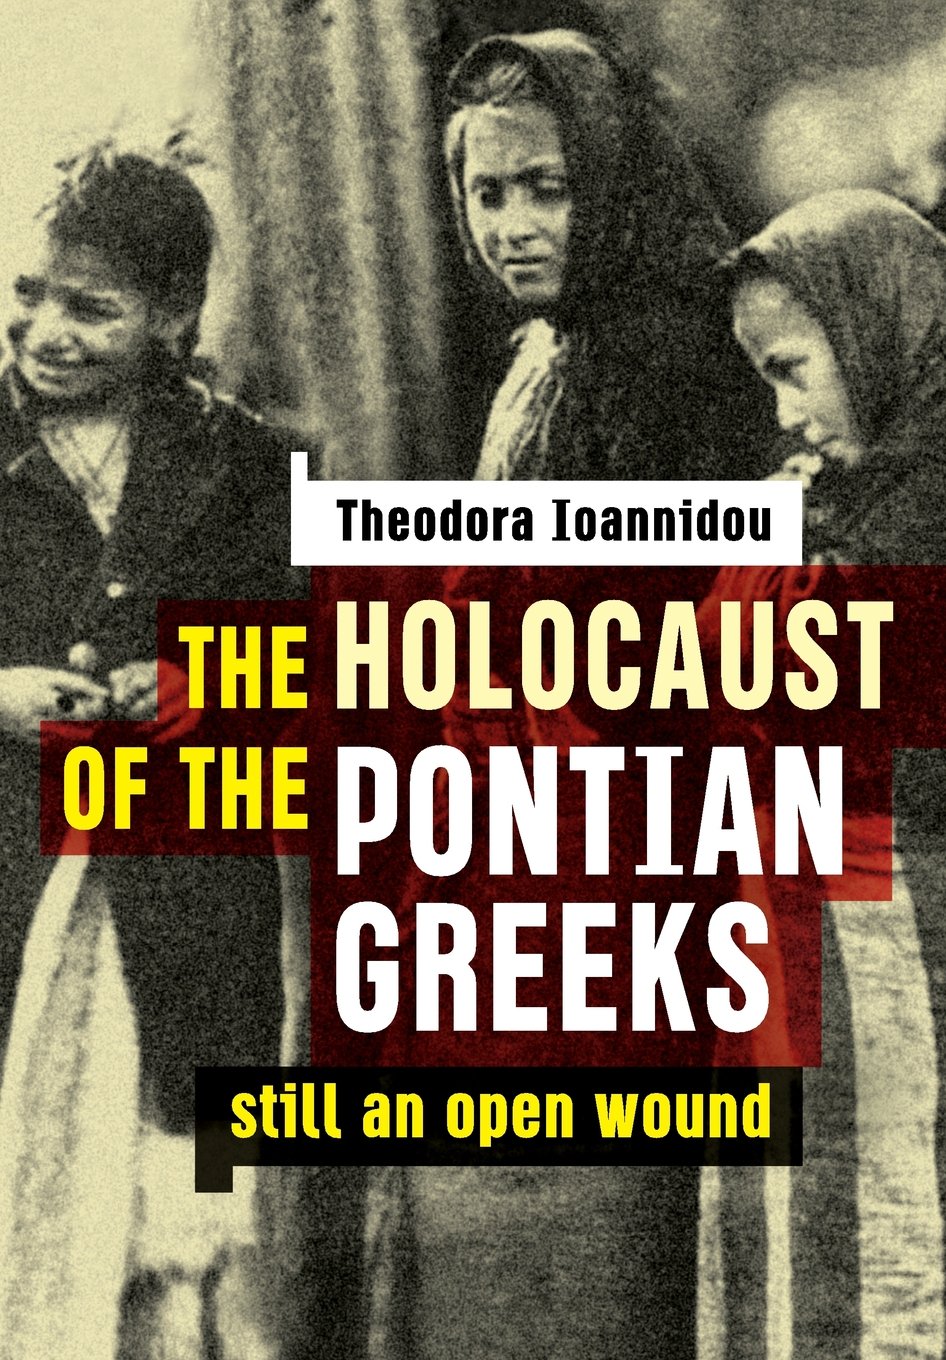 Theodora Ioannidou
THE HOLOCAUST
OF THE PONTIAN
GREEKS
still an open wound